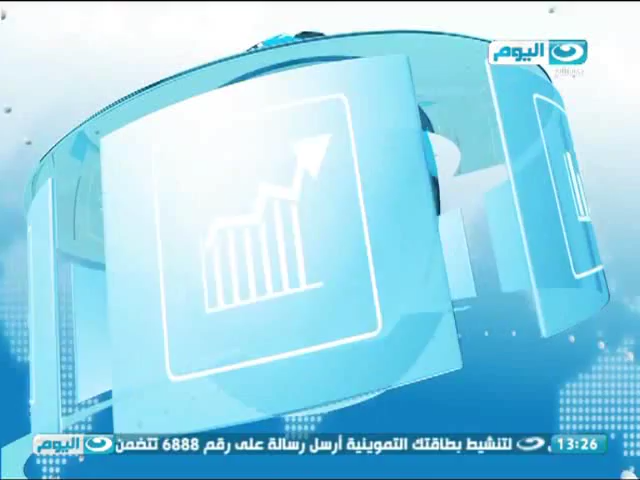 اليوم
لتنشيط بطاقتك التموينية أرسل رسالة على رقم 6888 تتضمن
اليوم
13:26